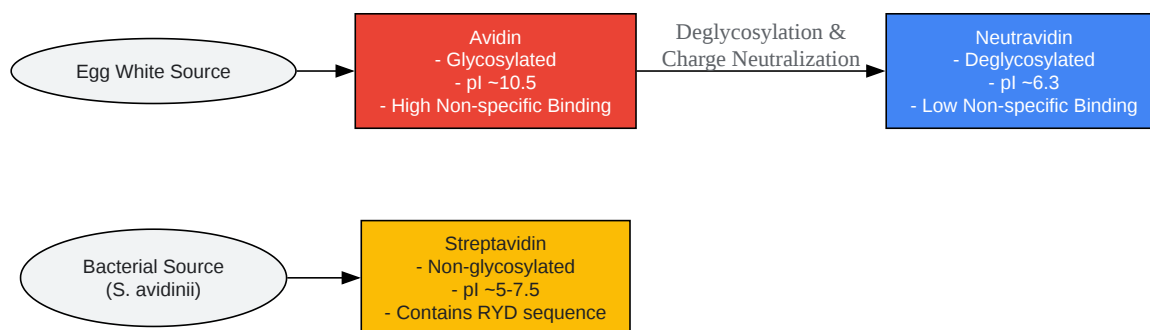 Egg White Source
Avidin
- Glycosylated
- pI ~10.5
- High Non-specific Binding
Deglycosylation &
Charge Neutralization
Neutravidin
- Deglycosylated
- pI ~6.3
- Low Non-specific Binding
Bacterial Source
(S. avidinii)
Streptavidin
- Non-glycosylated
- pI ~5-7.5
- Contains RYD sequence